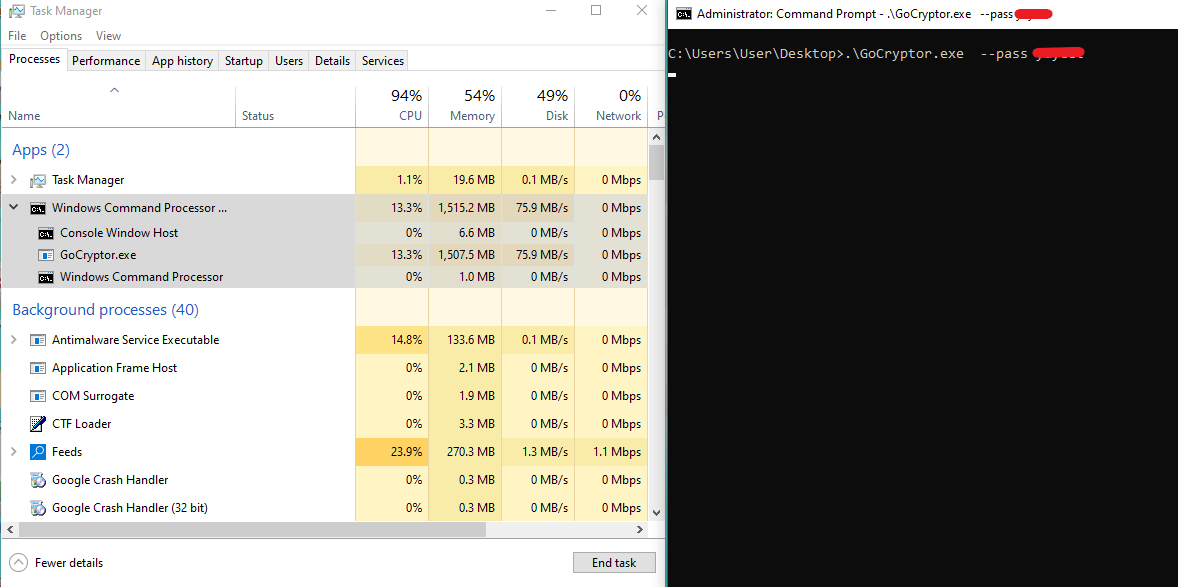 Task Manager
File Options View
Processes Performance App history Startup Users Details Services
94% 54% 49% 0%
Name Status CPU Memory Disk Network P
Apps (2)
Task Manager 1.1% 19.6 MB 0.1 MB/s 0 Mbps
Windows Command Processor ... 13.3% 1,515.2 MB 75.9 MB/s 0 Mbps
Console Window Host 0% 6.6 MB 0 MB/s 0 Mbps
GoCryptor.exe 13.3% 1,507.5 MB 75.9 MB/s 0 Mbps
Windows Command Processor 0% 1.0 MB 0 MB/s 0 Mbps
Background processes (40)
Antimalware Service Executable 14.8% 133.6 MB 0.1 MB/s 0 Mbps
Application Frame Host 0% 2.1 MB 0 MB/s 0 Mbps
COM Surrogate 0% 1.9 MB 0 MB/s 0 Mbps
CTF Loader 0% 3.3 MB 0 MB/s 0 Mbps
Feeds 23.9% 270.3 MB 1.3 MB/s 1.1 Mbps
Google Crash Handler 0% 0.3 MB 0 MB/s 0 Mbps
Google Crash Handler (32 bit) 0% 0.3 MB 0 MB/s 0 Mbps
Fewer details End task
Administrator: Command Prompt - .\GoCryptor.exe --pass
C:\Users\User\Desktop>.\GoCryptor.exe --pass